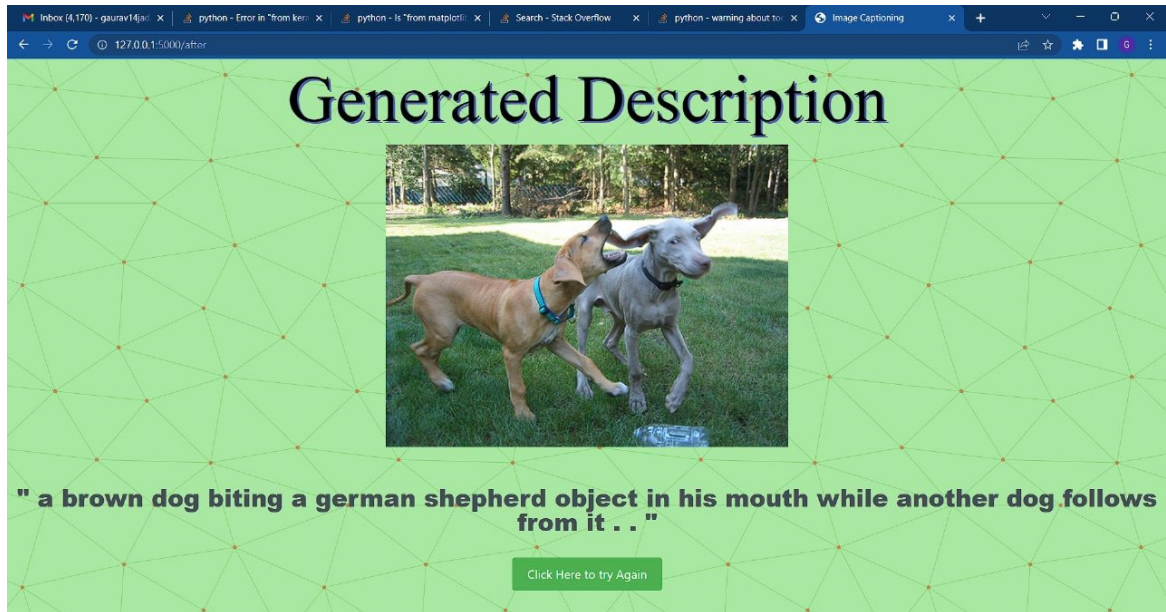 Inbox (4,170) - gaurav14jad
python - Error in "from kera
python - Is "from matplotli
Search - Stack Overflow
python - warning about too
Image Captioning
127.0.0.1:5000/after
G
Generated Description
" a brown dog biting a german shepherd object in his mouth while another dog follows
from it . . "
Click Here to try Again